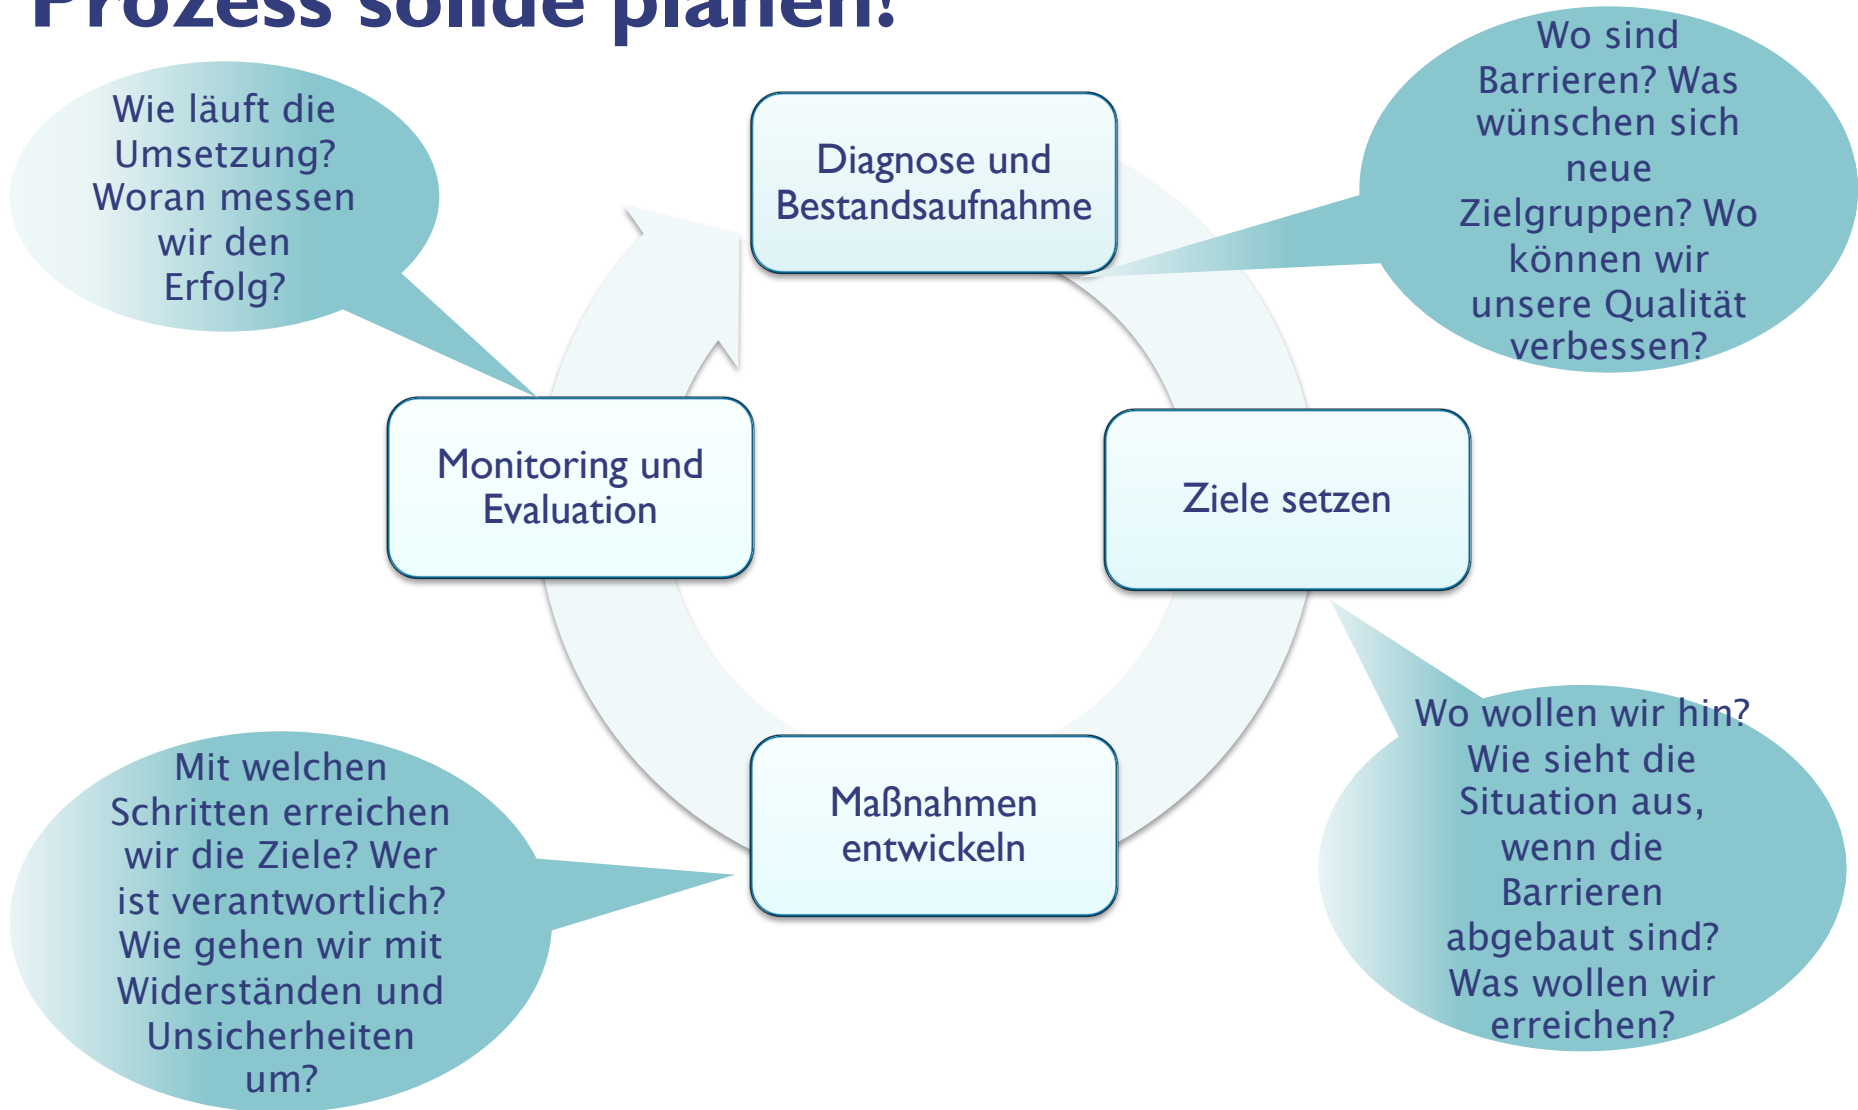 Prozess solide planen!
Wie läuft die
Umsetzung?
Woran messen
wir den
Erfolg?
Diagnose und
Bestandsaufnahme
Wo sind
Barrieren? Was
wünschen sich
neue
Zielgruppen? Wo
können wir
unsere Qualität
verbessen?
Monitoring und
Evaluation
Ziele setzen
Mit welchen
Schritten erreichen
wir die Ziele? Wer
ist verantwortlich?
Wie gehen wir mit
Widerständen und
Unsicherheiten
um?
Maßnahmen
entwickeln
Wo wollen wir hin?
Wie sieht die
Situation aus,
wenn die
Barrieren
abgebaut sind?
Was wollen wir
erreichen?